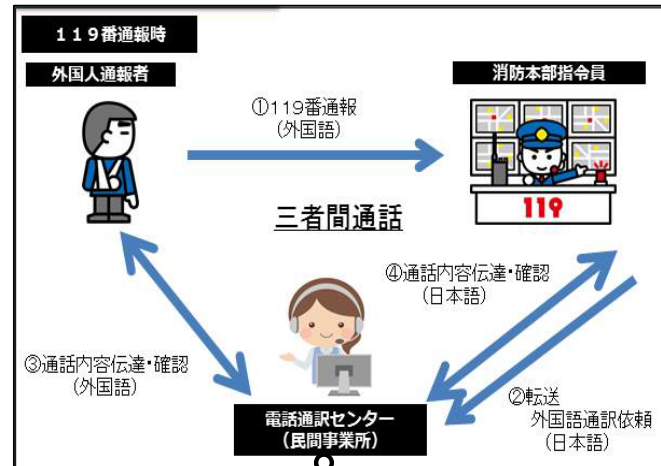 119番通報時
外国人通報者
消防本部指令員
①119番通報
(外国語)
119
三者間通話
④通話内容伝達・確認
(日本語)
③通話内容伝達・確認
(外国語)
電話通訳センター
(民間事業所)
②転送
外国語通訳依頼
(日本語)